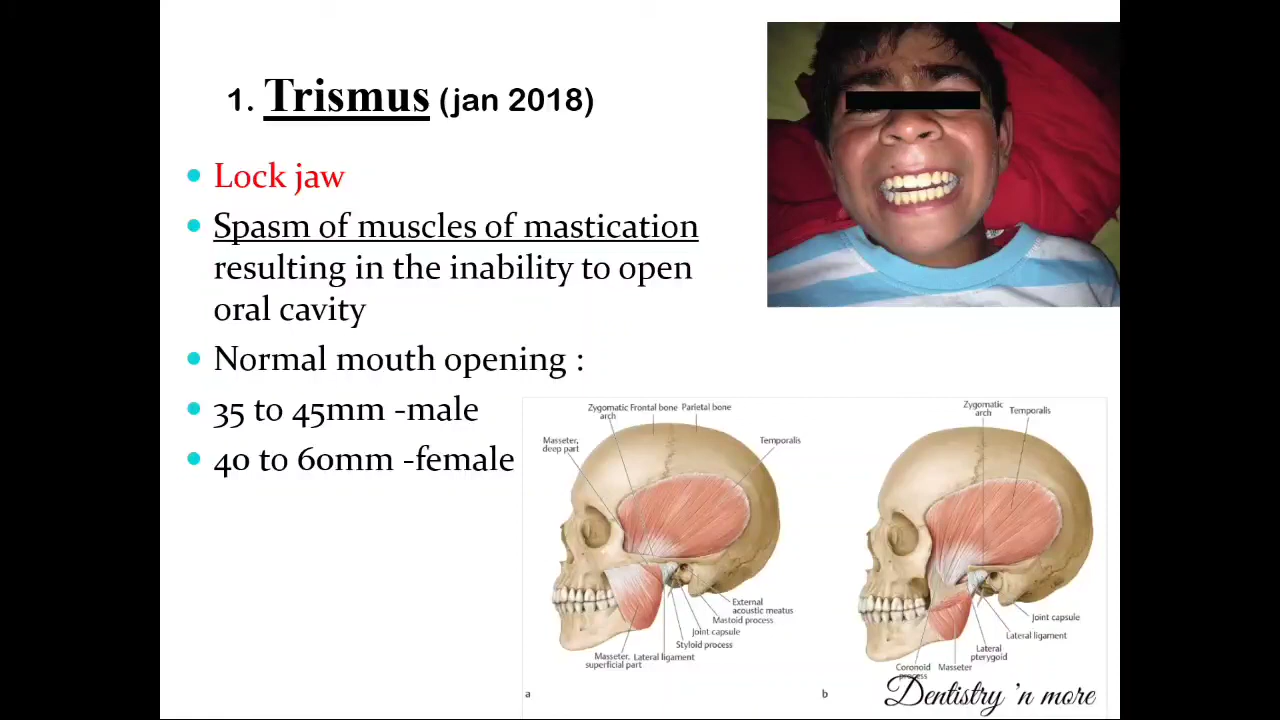 1. Trismus (jan 2018)
• Lock jaw
• Spasm of muscles of mastication
resulting in the inability to open
oral cavity
• Normal mouth opening :
• 35 to 45mm -male
• 40 to 60mm -female
Zygomatic arch
Frontal bone
Parietal bone
Masseter,
deep part
Temporalis
External
acoustic meatus
Mastoid process
Joint capsule
Styloid process
Lateral ligament
Masseter,
superficial part
a
Zygomatic
arch
Temporalis
Joint capsule
Lateral ligament
Lateral
pterygoid
Masseter
Coronoid
process
b
Dentistry 'n more